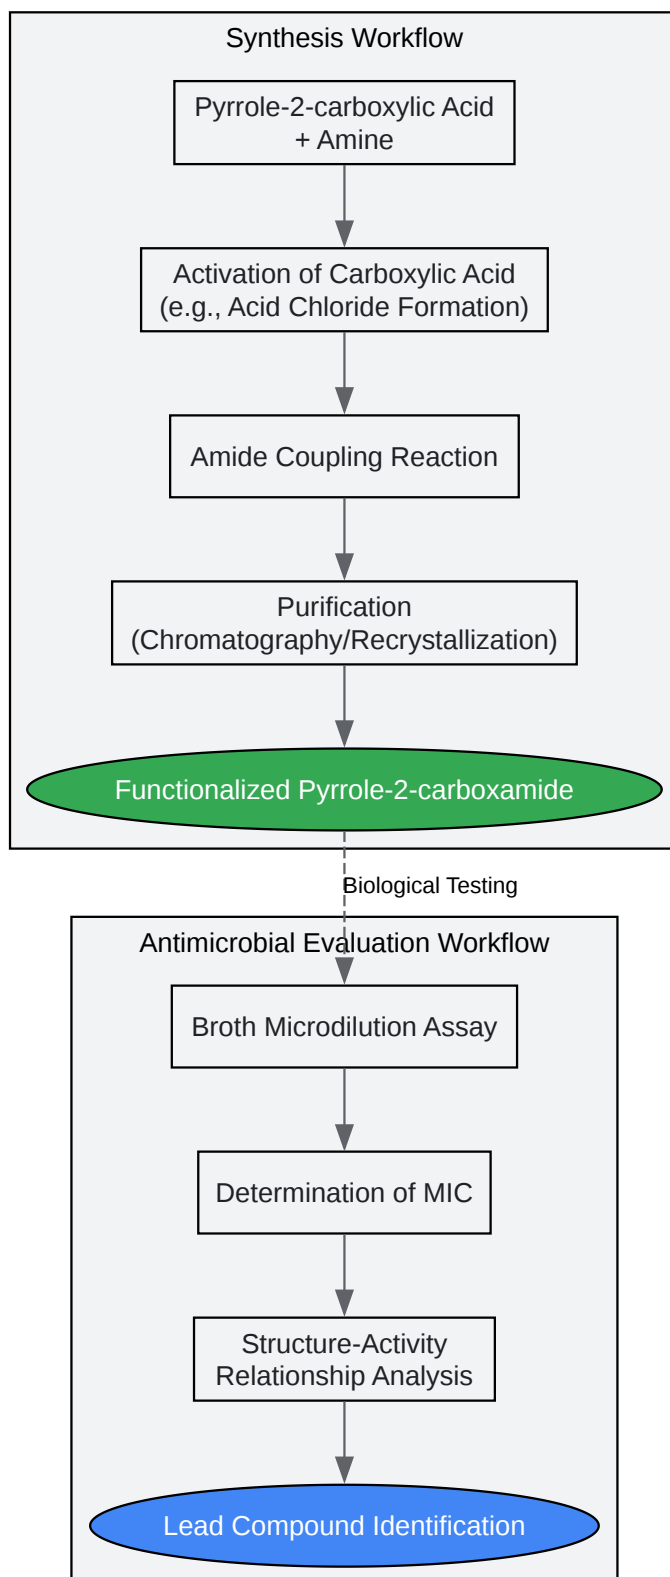 Synthesis Workflow
Pyrrole-2-carboxylic Acid
+ Amine
Activation of Carboxylic Acid
(e.g., Acid Chloride Formation)
Amide Coupling Reaction
Purification
(Chromatography/Recrystallization)
Functionalized Pyrrole-2-carboxamide
Biological Testing
Antimicrobial Evaluation Workflow
Broth Microdilution Assay
Determination of MIC
Structure-Activity
Relationship Analysis
Lead Compound Identification